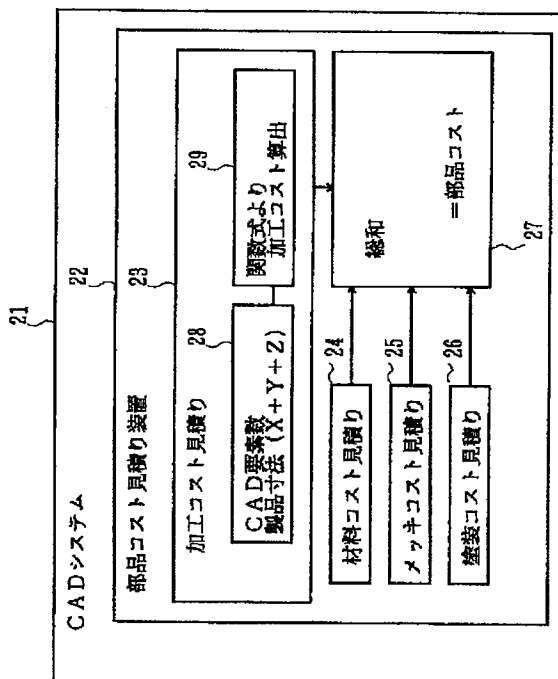 21
CADシステム
22
部品コスト見積り装置
23
加工コスト見積り
28
CAD要素数
製品寸法(X+Y+Z)
29
関数式より
加工コスト算出
24
材料コスト見積り
25
メッキコスト見積り
26
塗装コスト見積り
総和
=部品コスト
27